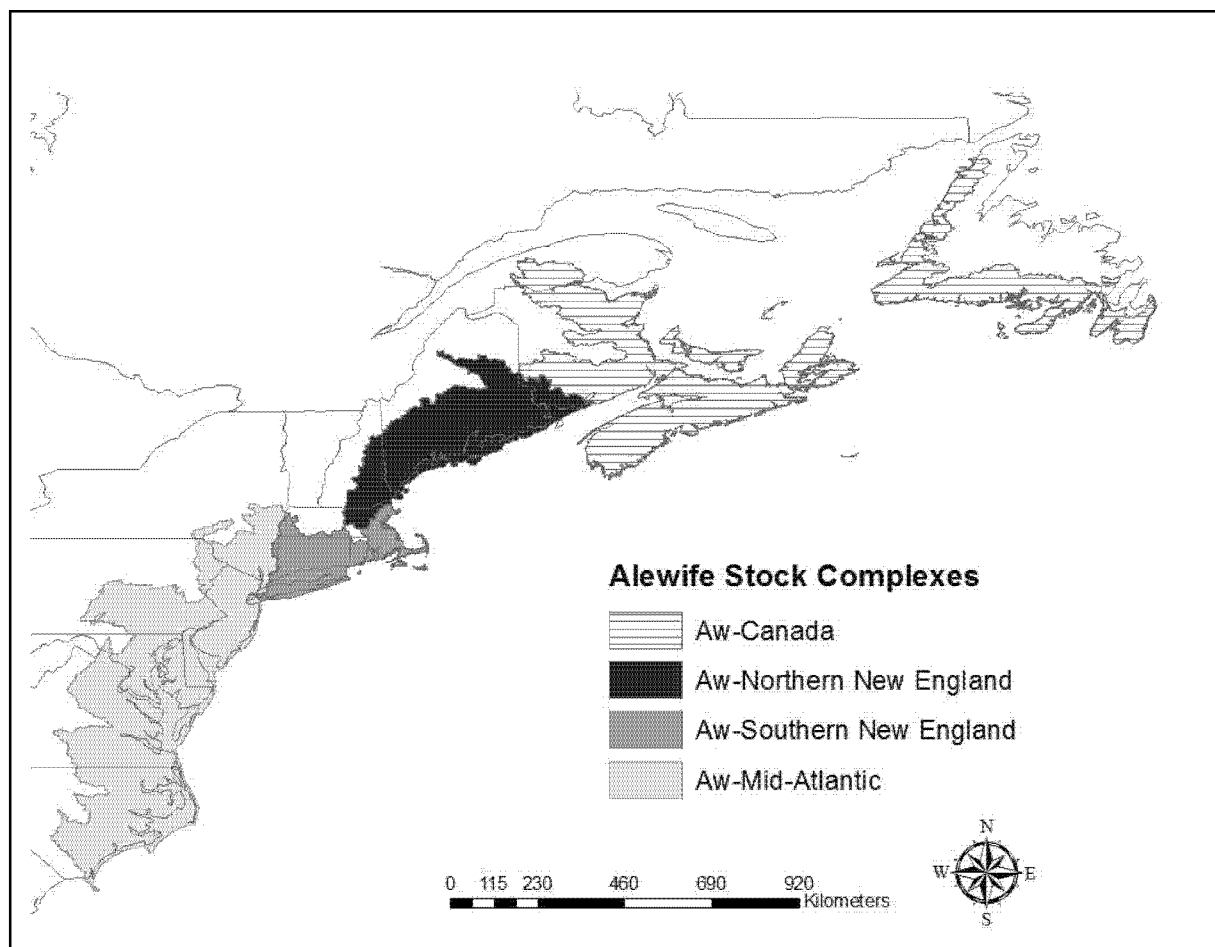 Alewife Stock Complexes
Aw-Canada
Aw-Northern New England
Aw-Southern New England
Aw-Mid-Atlantic
N
W E
S
0 115 230 460 690 920
Kilometers